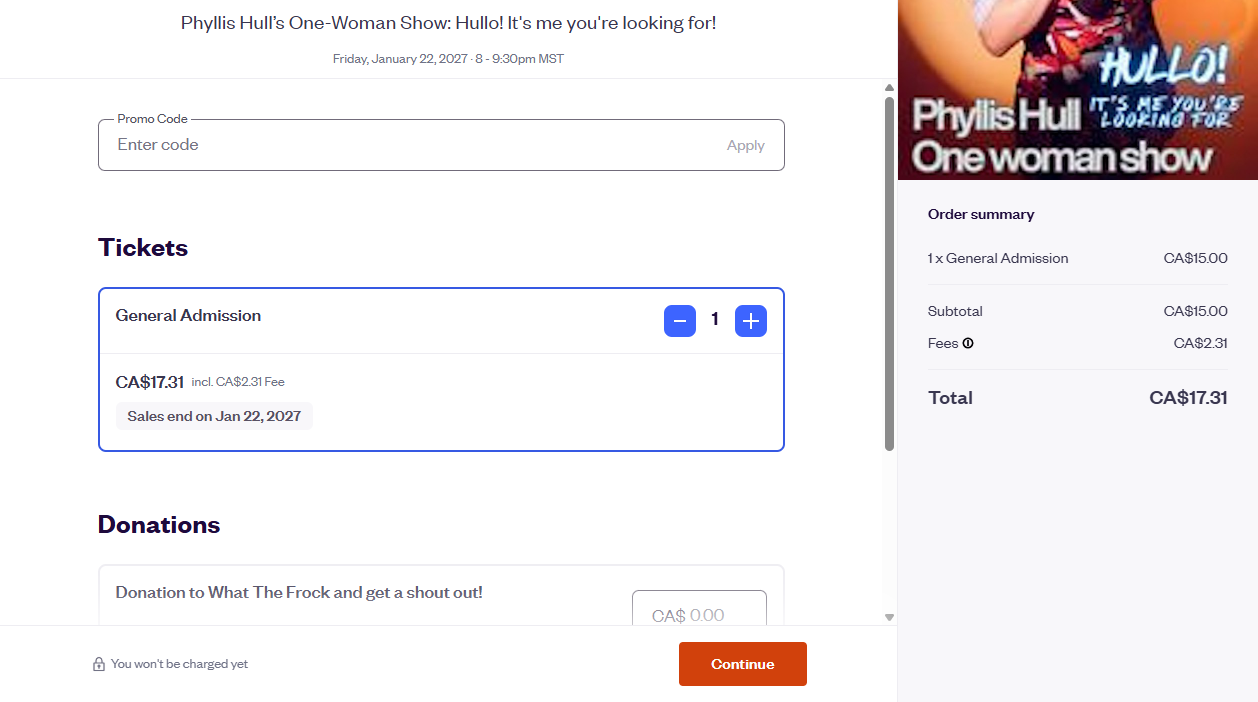 Phyllis Hull’s One-Woman Show: Hullo! It's me you're looking for!
Friday, January 22, 2027 · 8 - 9:30pm MST
Promo Code
Enter code
Apply
Tickets
General Admission
1
CA$17.31 incl. CA$2.31 Fee
Sales end on Jan 22, 2027
Donations
Donation to What The Frock and get a shout out!
CA$ 0.00
You won't be charged yet
Continue
HULLO!
IT'S ME YOU'RE
LOOKING FOR
Phyllis Hull
One woman show
Order summary
1 x General Admission CA$15.00
Subtotal CA$15.00
Fees CA$2.31
Total CA$17.31